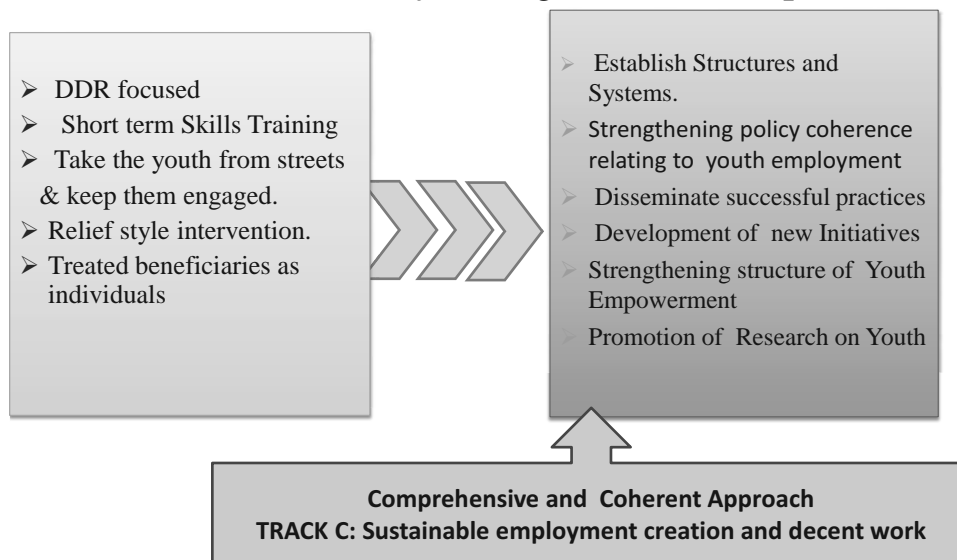 ➢ DDR focused
➢ Short term Skills Training
➢ Take the youth from streets
& keep them engaged.
➢ Relief style intervention.
➢ Treated beneficiaries as
individuals
➢ Establish Structures and
Systems.
➢ Strengthening policy coherence
relating to youth employment
➢ Disseminate successful practices
➢ Development of new Initiatives
➢ Strengthening structure of Youth
Empowerment
➢ Promotion of Research on Youth
Comprehensive and Coherent Approach
TRACK C: Sustainable employment creation and decent work